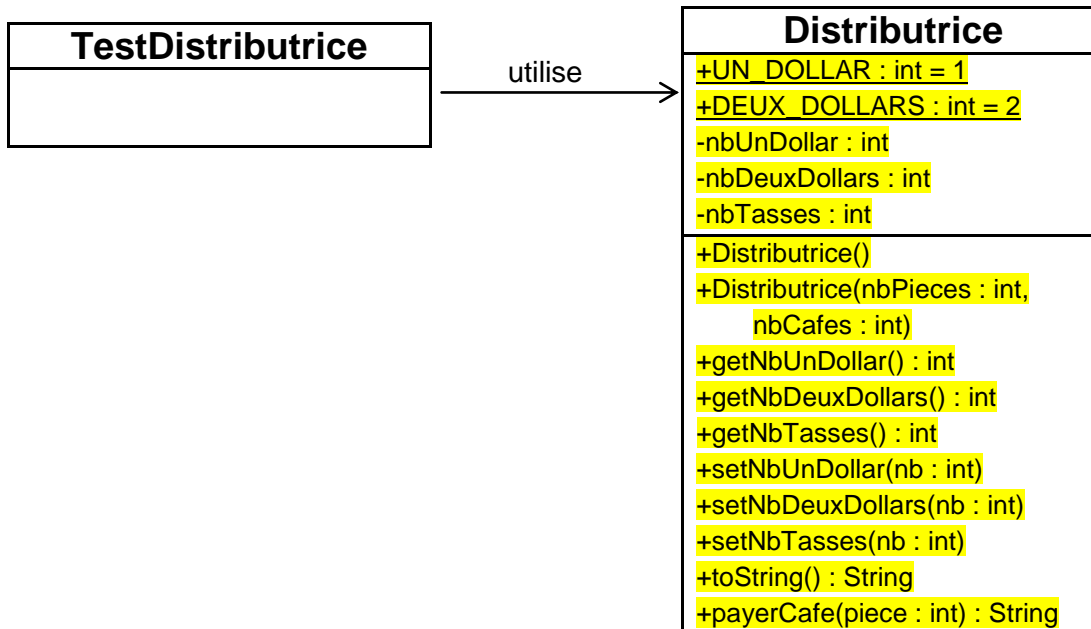 TestDistributrice
utilise
Distributrice
+UN_DOLLAR : int = 1
+DEUX_DOLLARS : int = 2
-nbUnDollar : int
-nbDeuxDollars : int
-nbTasses : int
+Distributrice()
+Distributrice(nbPieces : int,
nbCafes : int)
+getNbUnDollar() : int
+getNbDeuxDollars() : int
+getNbTasses() : int
+setNbUnDollar(nb : int)
+setNbDeuxDollars(nb : int)
+setNbTasses(nb : int)
+toString() : String
+payerCafe(piece : int) : String